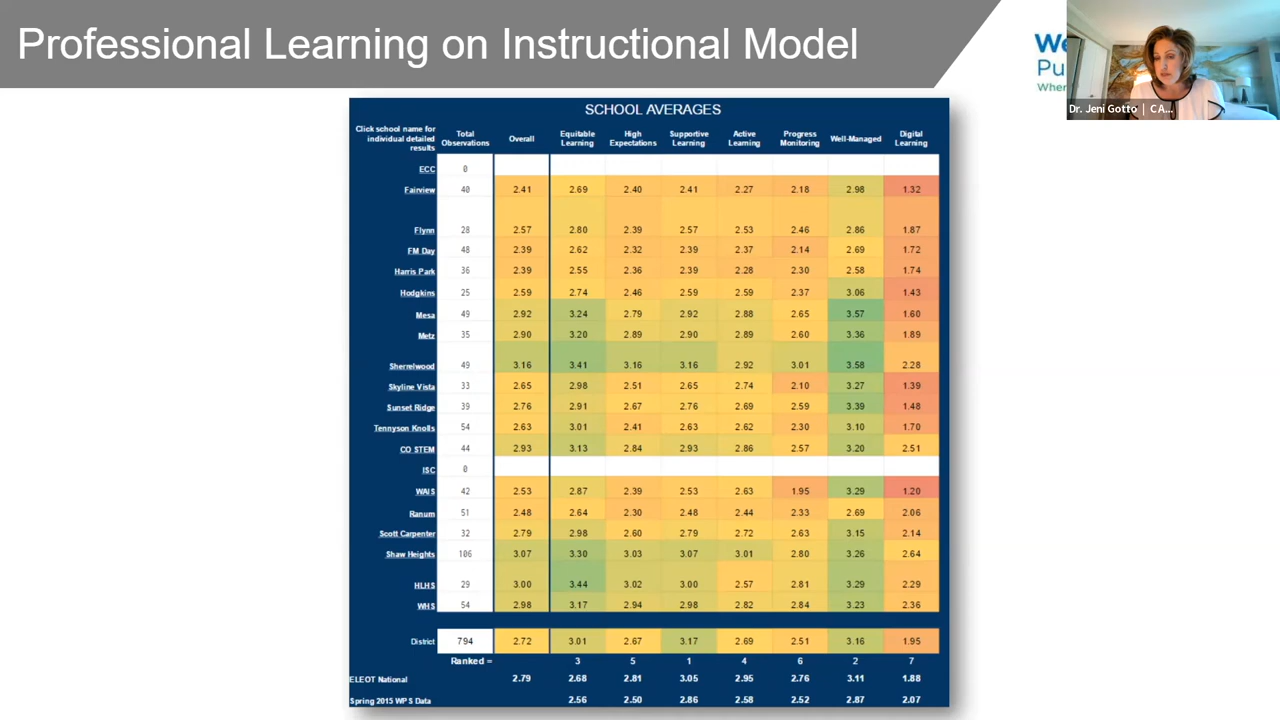 Professional Learning on Instructional Model
We
Pu
Whe
Dr. Jeni Gotto | CA...
SCHOOL AVERAGES
Click school name for individual detailed results Total Observations Overall Equitable Learning High Expectations Supportive Learning Active Learning Progress Monitoring Well-Managed Digital Learning
ECC 0
Fairview 40 2.41 2.69 2.40 2.41 2.27 2.18 2.98 1.32
Flynn 28 2.57 2.80 2.39 2.57 2.53 2.46 2.86 1.87
FM Day 48 2.39 2.62 2.32 2.39 2.37 2.14 2.69 1.72
Harris Park 36 2.39 2.55 2.36 2.39 2.28 2.30 2.58 1.74
Hodgkins 25 2.59 2.74 2.46 2.59 2.59 2.37 3.06 1.43
Mesa 49 2.92 3.24 2.79 2.92 2.88 2.65 3.57 1.60
Metz 35 2.90 3.20 2.89 2.90 2.89 2.60 3.36 1.89
Sherrelwood 49 3.16 3.41 3.16 3.16 2.92 3.01 3.58 2.28
Skyline Vista 33 2.65 2.98 2.51 2.65 2.74 2.10 3.27 1.39
Sunset Ridge 39 2.76 2.91 2.67 2.76 2.69 2.59 3.39 1.48
Tennyson Knolls 54 2.63 3.01 2.41 2.63 2.62 2.30 3.10 1.70
CO STEM 44 2.93 3.13 2.84 2.93 2.86 2.57 3.20 2.51
ISC 0
WAIS 42 2.53 2.87 2.39 2.53 2.63 1.95 3.29 1.20
Ranum 51 2.48 2.64 2.30 2.48 2.44 2.33 2.69 2.06
Scott Carpenter 32 2.79 2.98 2.60 2.79 2.72 2.63 3.15 2.14
Shaw Heights 106 3.07 3.30 3.03 3.07 3.01 2.80 3.26 2.64
HLHS 29 3.00 3.44 3.02 3.00 2.57 2.81 3.29 2.29
WHS 54 2.98 3.17 2.94 2.98 2.82 2.84 3.23 2.36
District 794 2.72 3.01 2.67 3.17 2.69 2.51 3.16 1.95
Ranked = 3 5 1 4 6 2 7
ELEOT National 2.79 2.68 2.81 3.05 2.95 2.76 3.11 1.88
Spring 2015 WPS Data 2.56 2.50 2.86 2.58 2.52 2.87 2.07